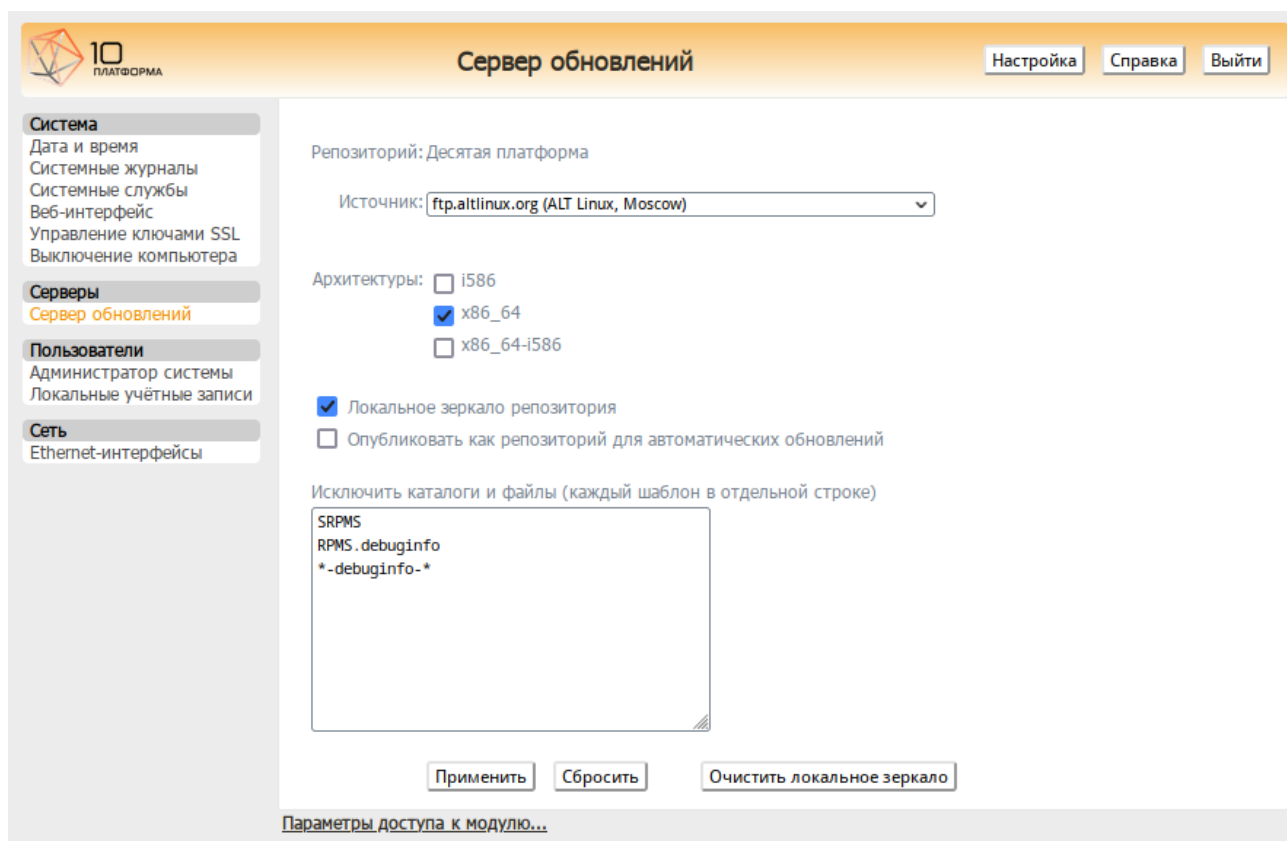 10
ПЛАТФОРМА
Сервер обновлений
Настройка
Справка
Выйти
Система
Дата и время
Системные журналы
Системные службы
Веб-интерфейс
Управление ключами SSL
Выключение компьютера
Серверы
Сервер обновлений
Пользователи
Администратор системы
Локальные учётные записи
Сеть
Ethernet-интерфейсы
Репозиторий: Десятая платформа
Источник: ftp.altlinux.org (ALT Linux, Moscow)
Архитектуры: i586
x86_64
x86_64-i586
Локальное зеркало репозитория
Опубликовать как репозиторий для автоматических обновлений
Исключить каталоги и файлы (каждый шаблон в отдельной строке)
SRPMS
RPMS.debuginfo
*-debuginfo-*
Применить
Сбросить
Очистить локальное зеркало
Параметры доступа к модулю...